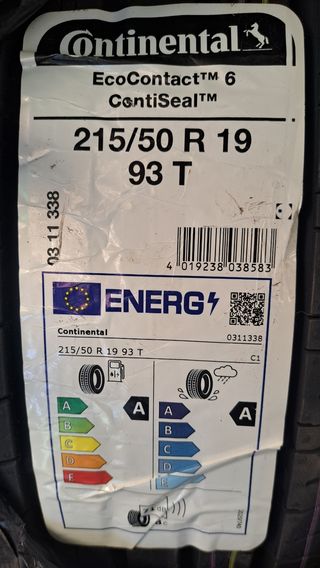 Continental
EcoContact™ 6
ContiSeal™
215/50 R 19
93 T
03 11 338
4 019238 038583
ENERG
Continental 0311338
215/50 R 19 93 T C1
A A A A
B B
C C
D D
E E